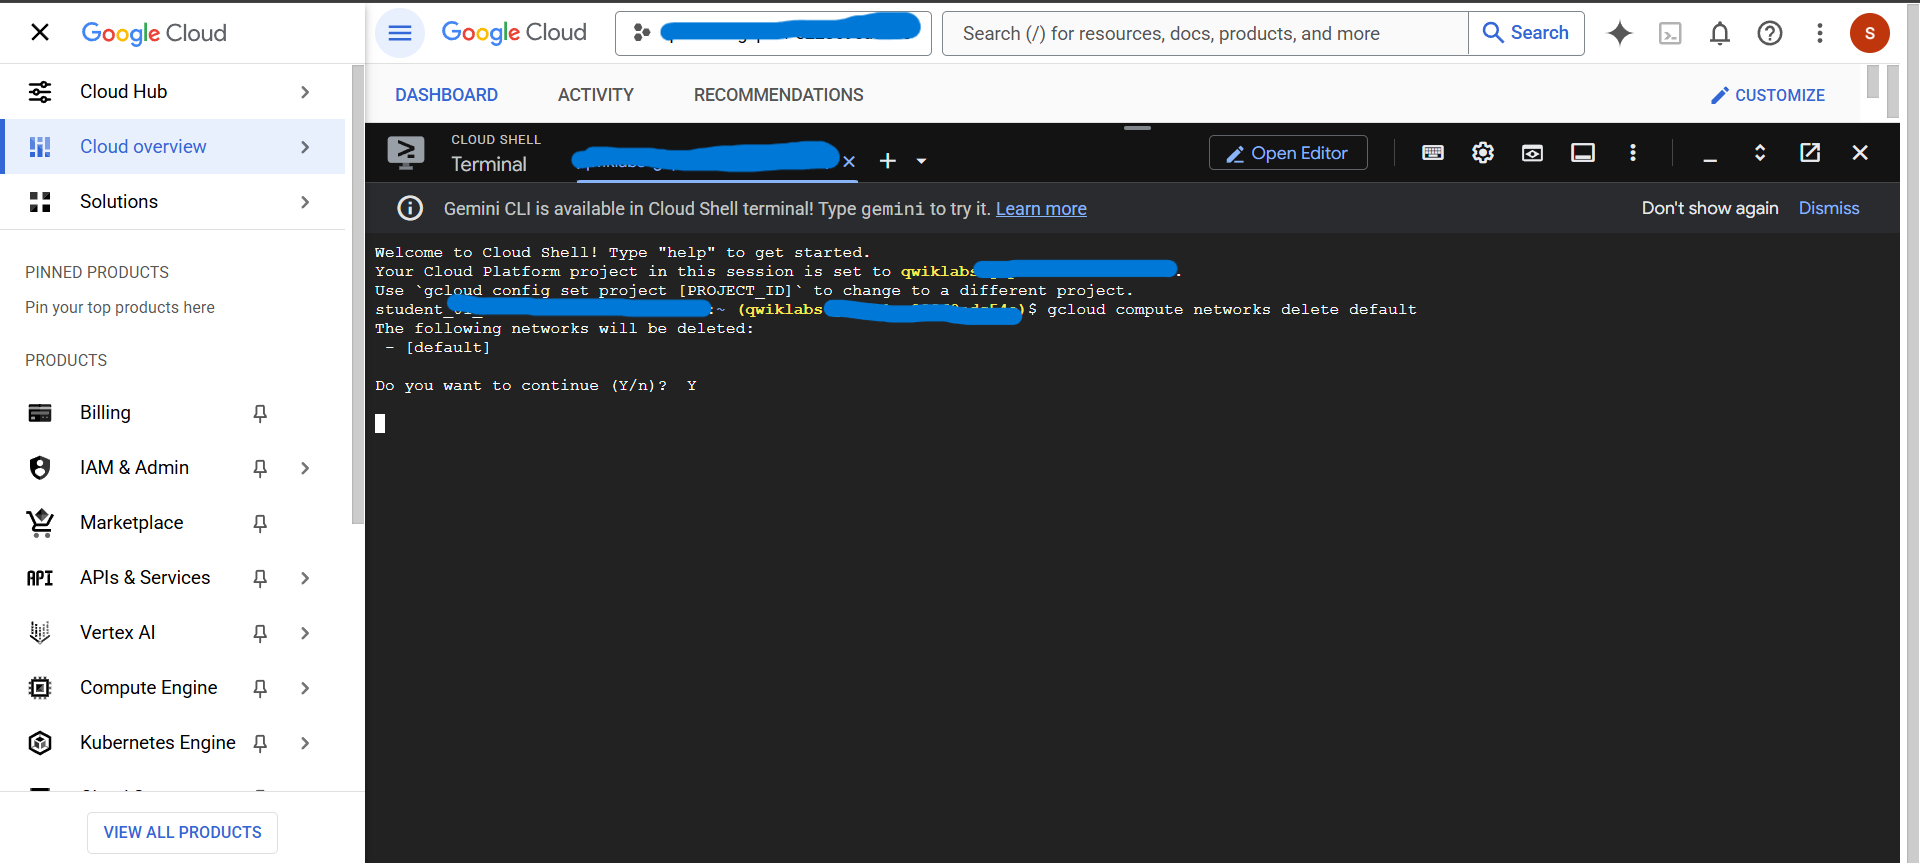 Google Cloud
Cloud Hub
Cloud overview
Solutions
PINNED PRODUCTS
Pin your top products here
PRODUCTS
Billing
IAM & Admin
Marketplace
API APIs & Services
Vertex AI
Compute Engine
Kubernetes Engine
VIEW ALL PRODUCTS
Google Cloud
Search (/) for resources, docs, products, and more
Search
S
DASHBOARD ACTIVITY RECOMMENDATIONS
CUSTOMIZE
CLOUD SHELL
Terminal
Open Editor
Gemini CLI is available in Cloud Shell terminal! Type gemini to try it. Learn more
Don't show again Dismiss
Welcome to Cloud Shell! Type "help" to get started.
Your Cloud Platform project in this session is set to qwiklabs .
Use `gcloud config set project [PROJECT_ID]` to change to a different project.
student_ :~ (qwiklabs )$ gcloud compute networks delete default
The following networks will be deleted:
- [default]
Do you want to continue (Y/n)? Y